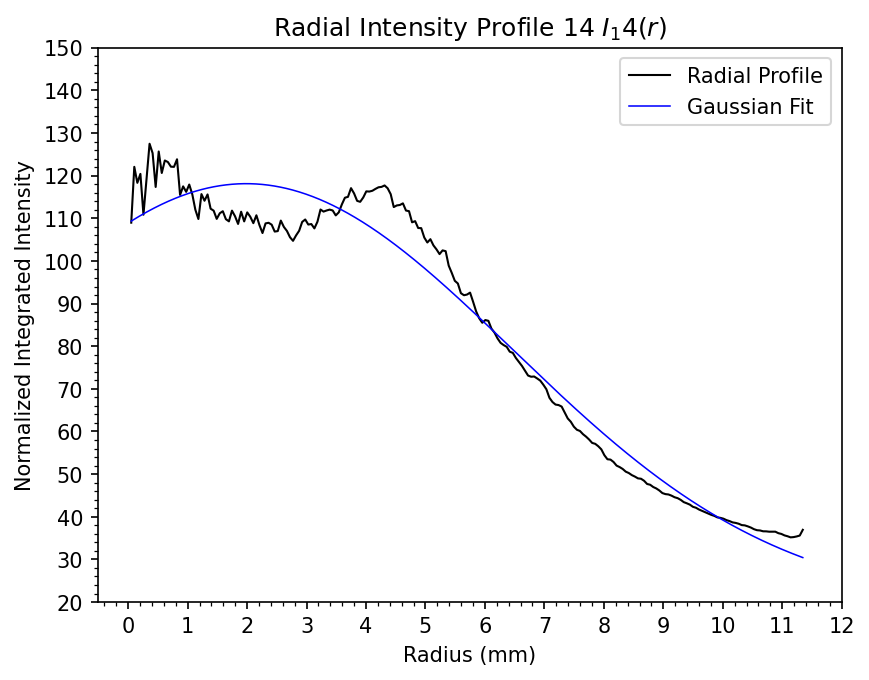 Radial Intensity Profile 14 I₁4(r)
Radial Profile
Gaussian Fit
Normalized Integrated Intensity
150
140
130
120
110
100
90
80
70
60
50
40
30
20
0 1 2 3 4 5 6 7 8 9 10 11 12
Radius (mm)